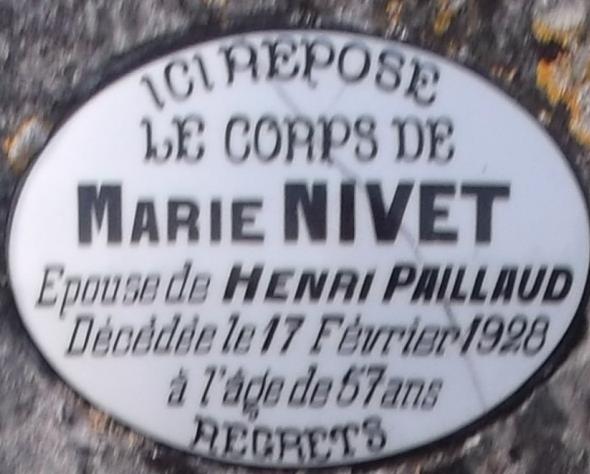 ICI REPOSE
LE CORPS DE
MARIE NIVET
Epouse de HENRI PAILLAUD
Décédée le 17 Février 1928
à l'âge de 57 ans
REGRETS